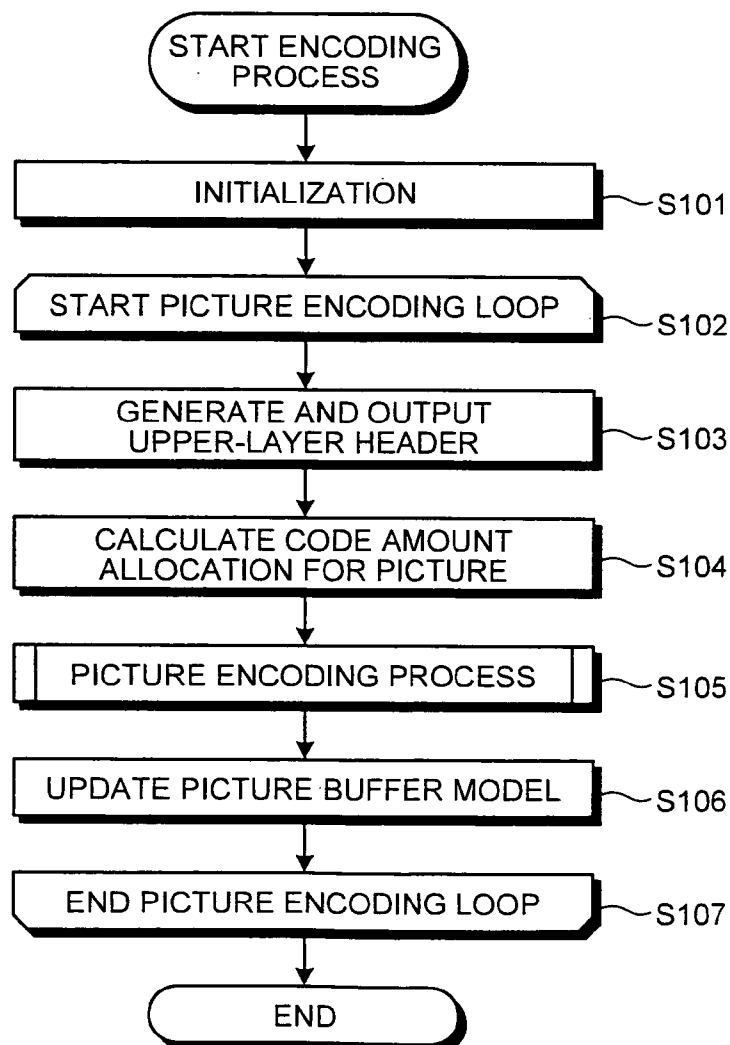 START ENCODING
PROCESS
INITIALIZATION
S101
START PICTURE ENCODING LOOP
S102
GENERATE AND OUTPUT
UPPER-LAYER HEADER
S103
CALCULATE CODE AMOUNT
ALLOCATION FOR PICTURE
S104
PICTURE ENCODING PROCESS
S105
UPDATE PICTURE BUFFER MODEL
S106
END PICTURE ENCODING LOOP
S107
END